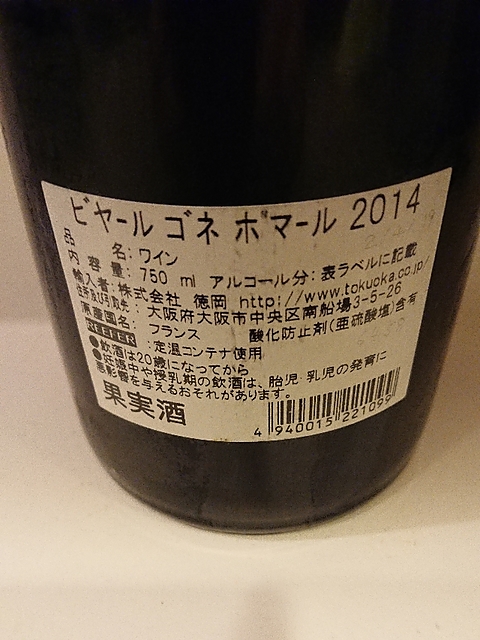 ビヤール ゴネ ポマール 2014
品 名: ワイン
内 容 量: 750 ml アルコール分: 表ラベルに記載
輸入者: 株式会社 徳岡 http://www.tokuoka.co.jp/
住所及び引取先: 大阪府大阪市中央区南船場3-5-26
原産国名: フランス 酸化防止剤(亜硫酸塩)含有
REEFER :定温コンテナ使用
●飲酒は20歳になってから
●妊娠中や授乳期の飲酒は、胎児・乳児の発育に
悪影響を与えるおそれがあります。
果実酒
4 940015 221099